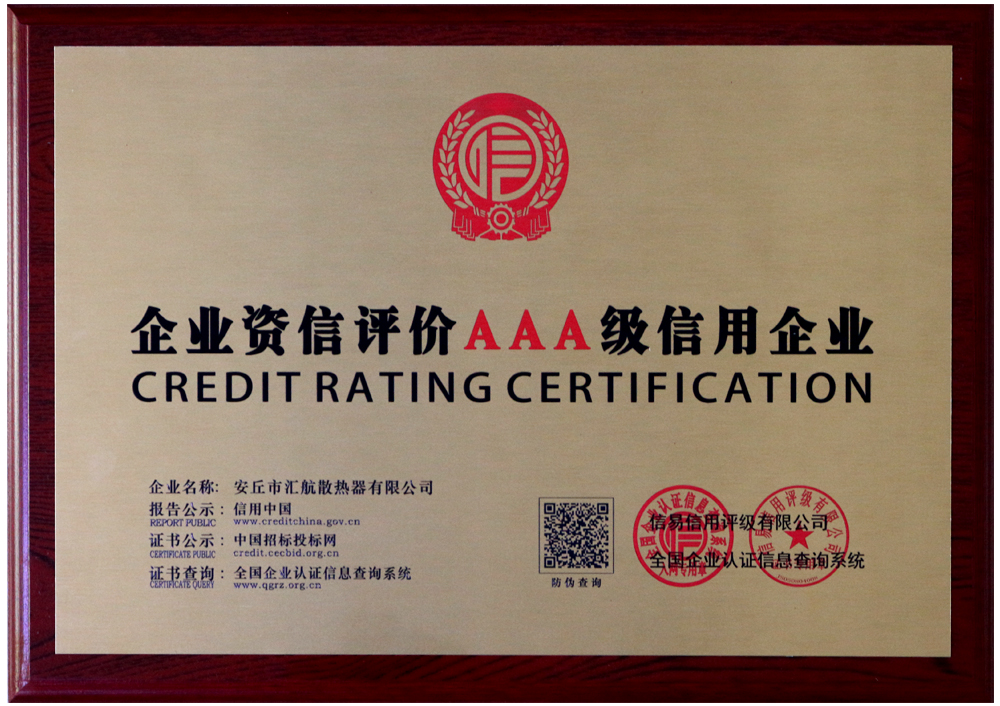 企业资信评价AAA级信用企业
CREDIT RATING CERTIFICATION
企业名称: 安丘市汇航散热器有限公司
报告公示: 信用中国
REPORT PUBLIC www.creditchina.gov.cn
证书公示: 中国招标投标网
CERTIFICATE PUBLIC credit.cecbid.org.cn
证书查询: 全国企业认证信息查询系统
CERTIFICATE QUERY www.qgrz.org.cn
防伪查询
信易信用评级有限公司
全国企业认证信息查询系统
入网专用章